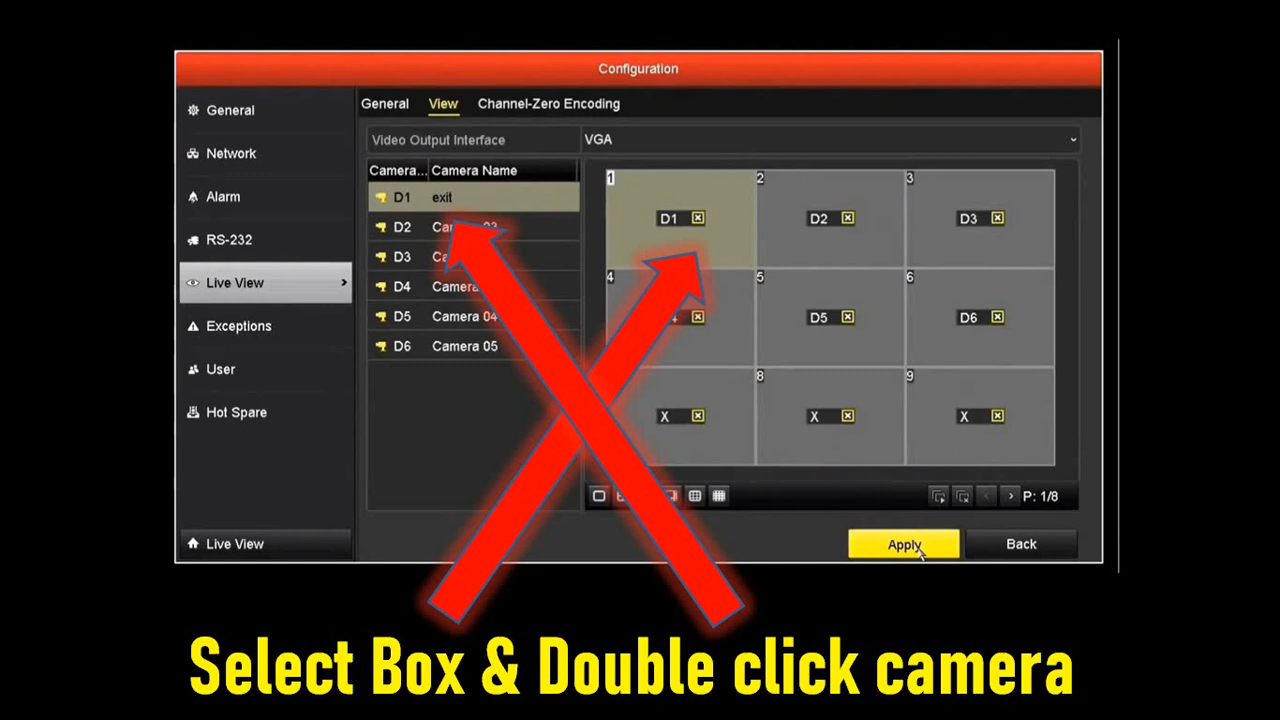 Configuration
General
Network
Alarm
RS-232
Live View
Exceptions
User
Hot Spare
Live View
General View Channel-Zero Encoding
Video Output Interface VGA
Camera... Camera Name
D1 exit
D2
D3
D4
D5 Camera 04
D6 Camera 05
1 2 3
D1 D2 D3
4 5 6
D5 D6
8 9
X X X
P: 1/8
Apply Back
Select Box & Double click camera